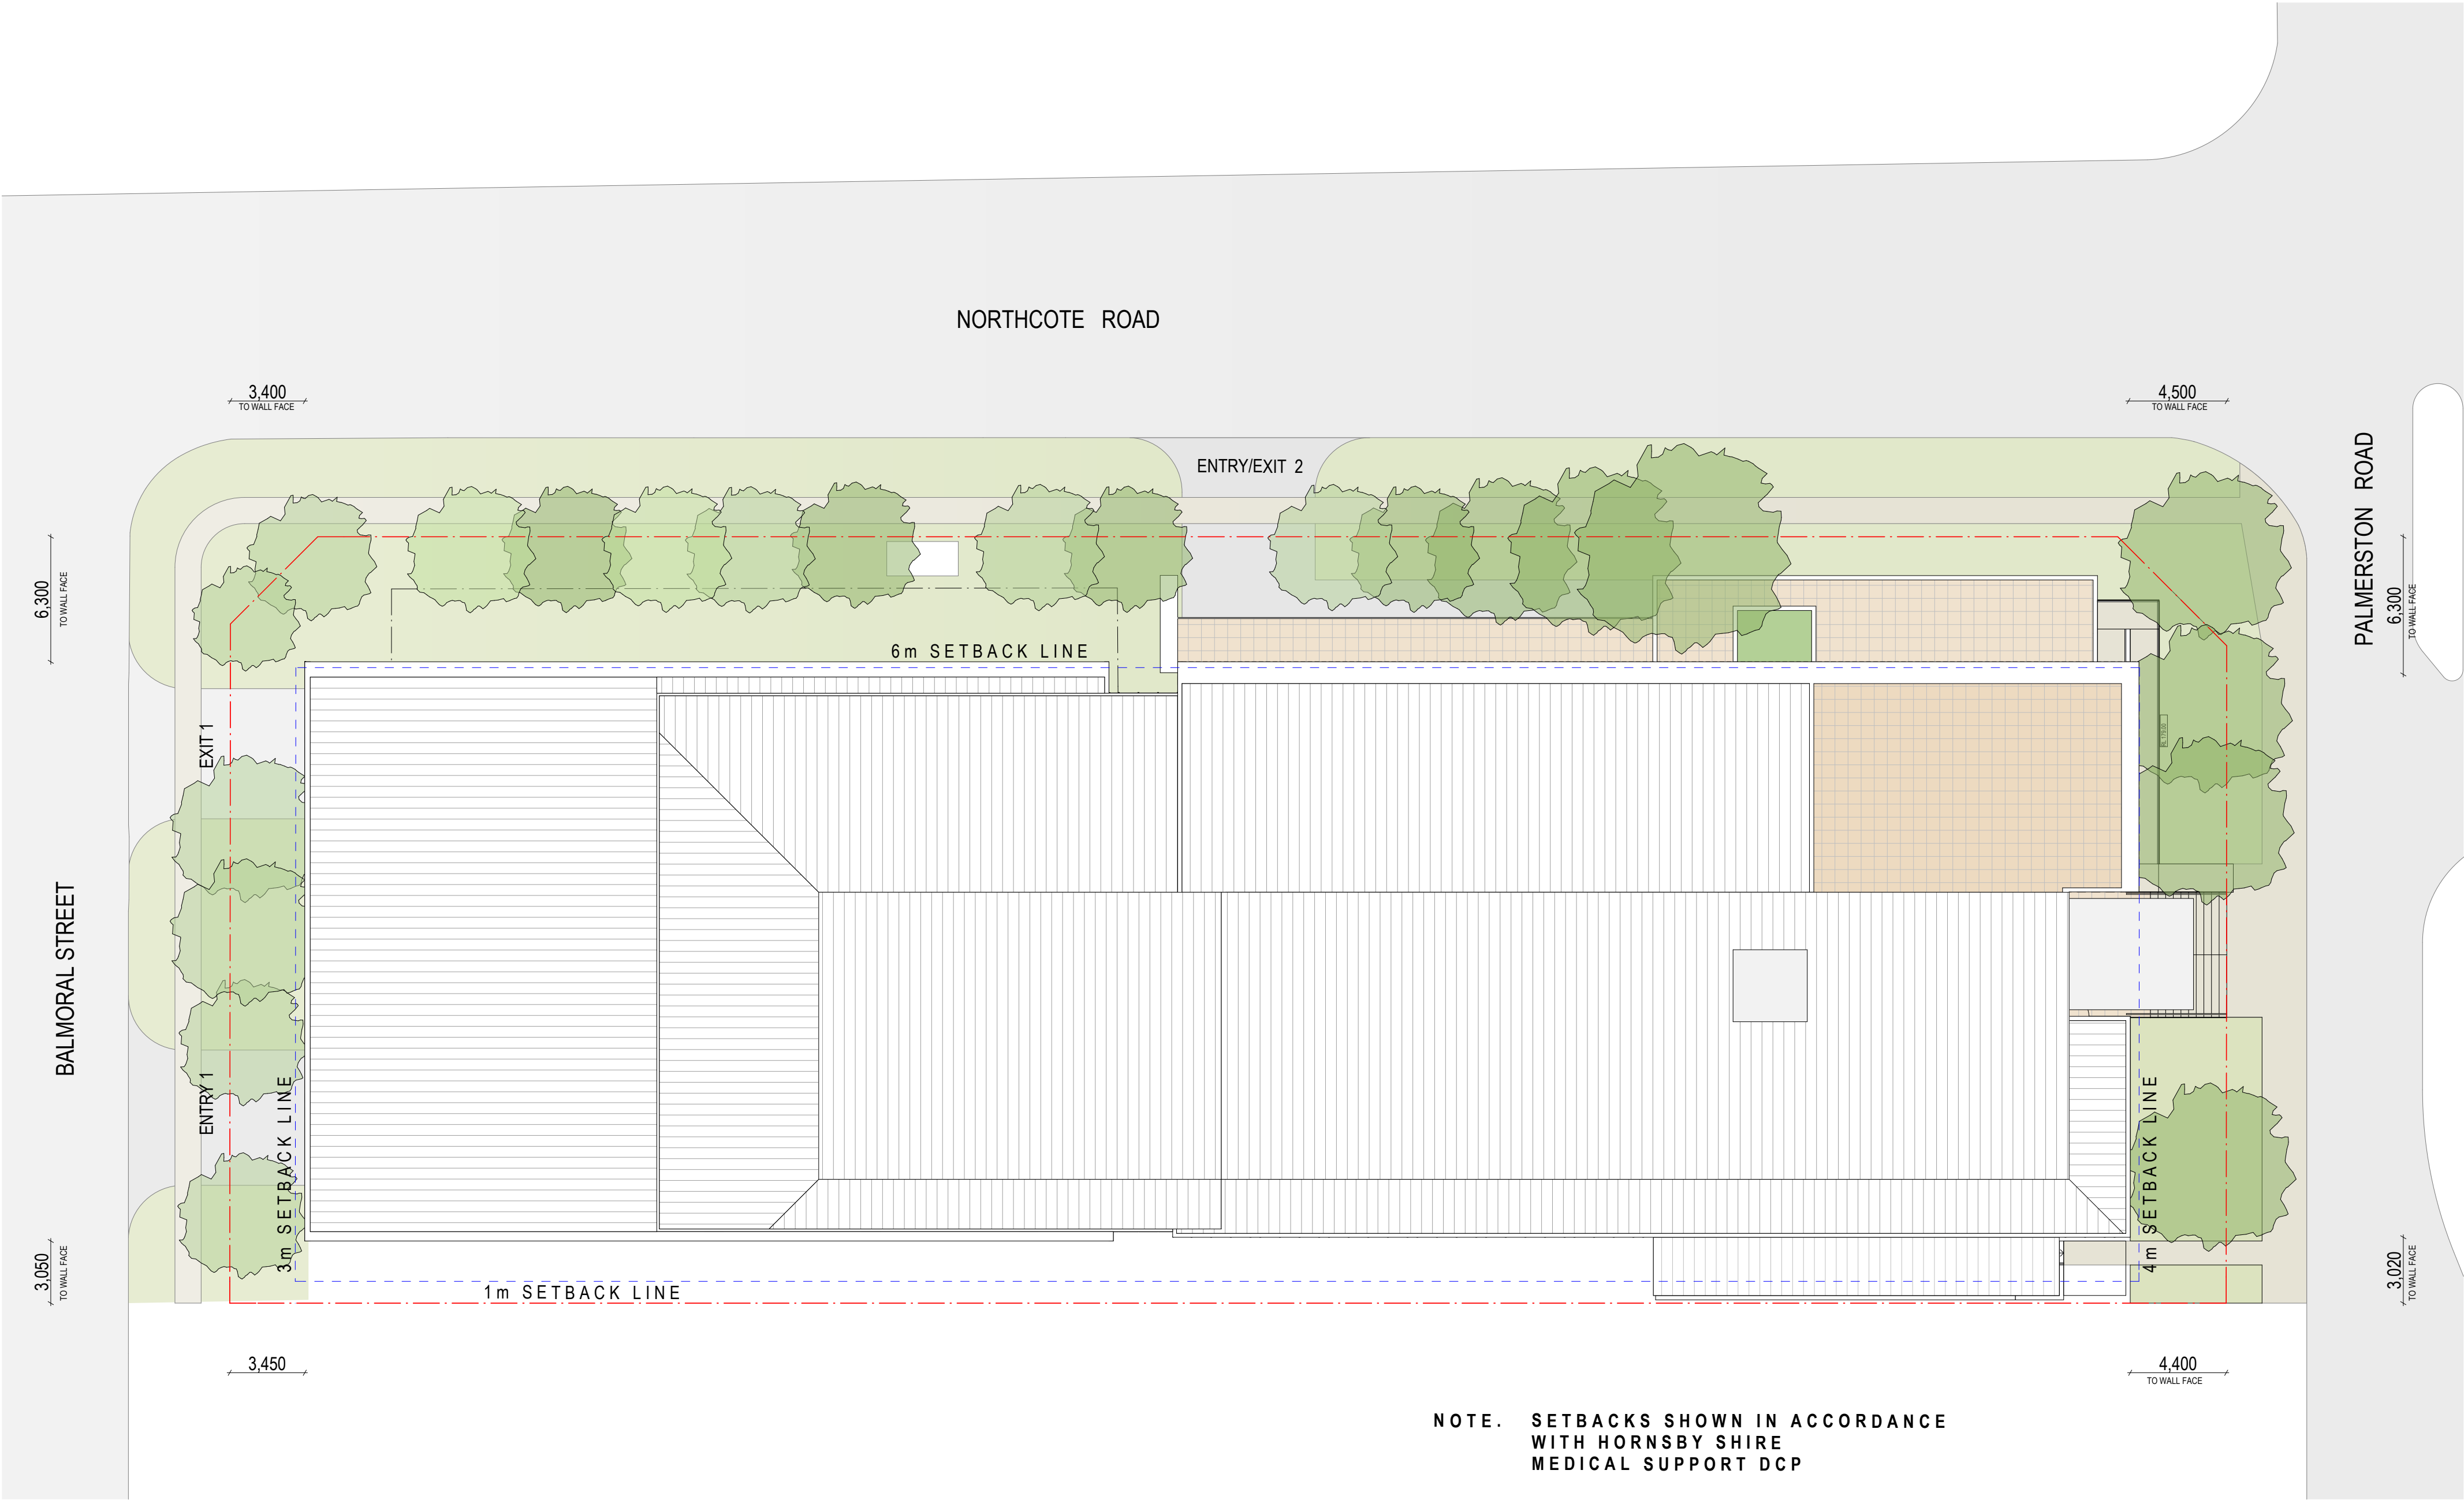 NORTHCOTE ROAD
3,400
TO WALL FACE
4,500
TO WALL FACE
PALMERSTON ROAD
ENTRY/EXIT 2
6,300
TO WALL FACE
6,300
TO WALL FACE
6m SETBACK LINE
EXIT 1
BALMORAL STREET
ENTRY 1
3m SETBACK LINE
4m SETBACK LINE
3,050
TO WALL FACE
3,020
TO WALL FACE
1m SETBACK LINE
3,450
4,400
TO WALL FACE
NOTE. SETBACKS SHOWN IN ACCORDANCE
WITH HORNSBY SHIRE
MEDICAL SUPPORT DCP